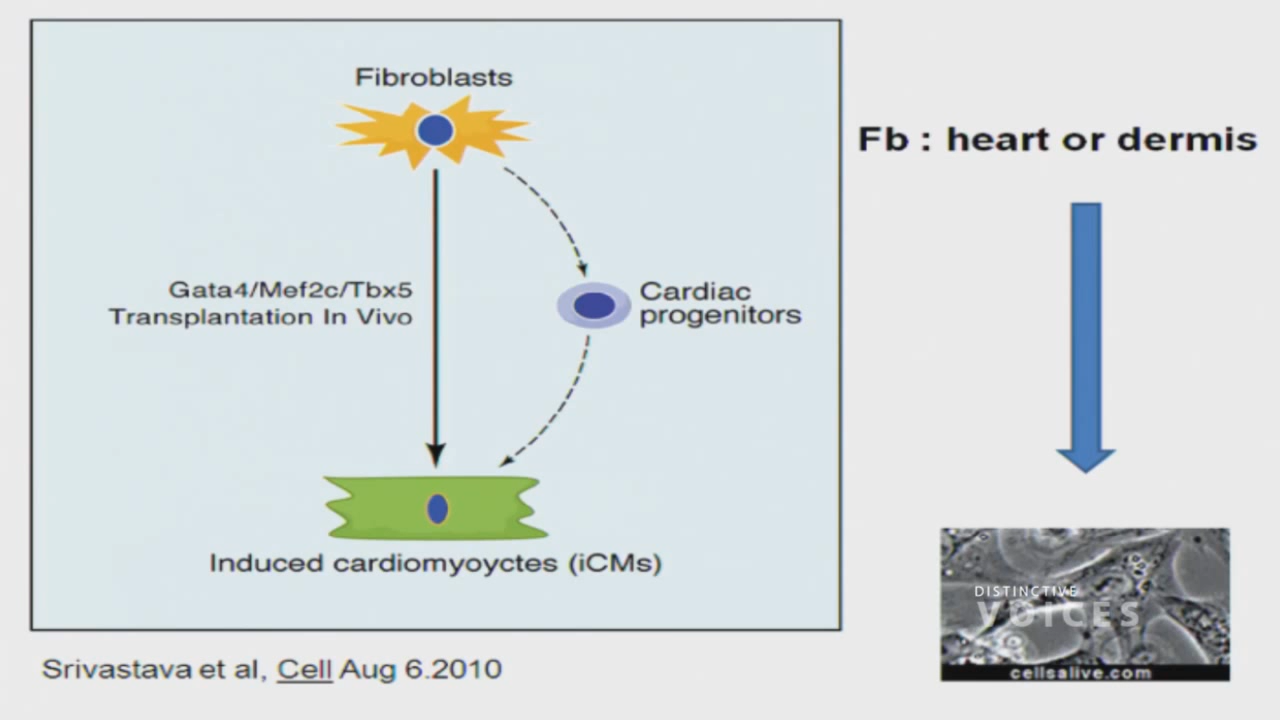 Fibroblasts
Fb : heart or dermis
Gata4/Mef2c/Tbx5
Transplantation In Vivo
Cardiac
progenitors
Induced cardiomyoyctes (iCMs)
DISTINCTIVE
VOICES
cellsalive.com
Srivastava et al, Cell Aug 6.2010